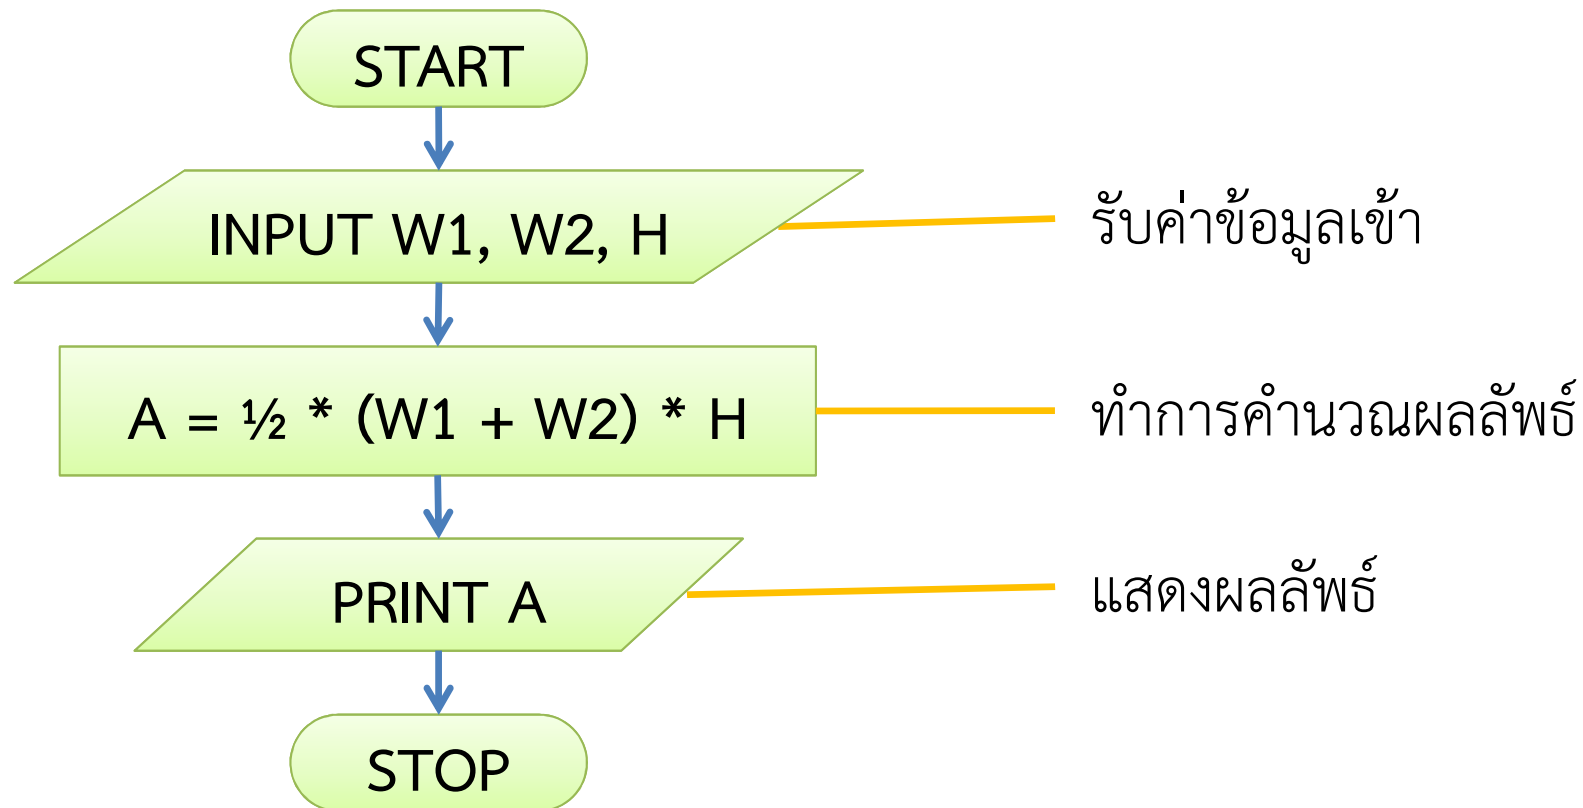 START
INPUT W1, W2, H
รับค่าข้อมูลเข้า
A = ½ * (W1 + W2) * H
ทำการคำนวณผลลัพธ์
PRINT A
แสดงผลลัพธ์
STOP